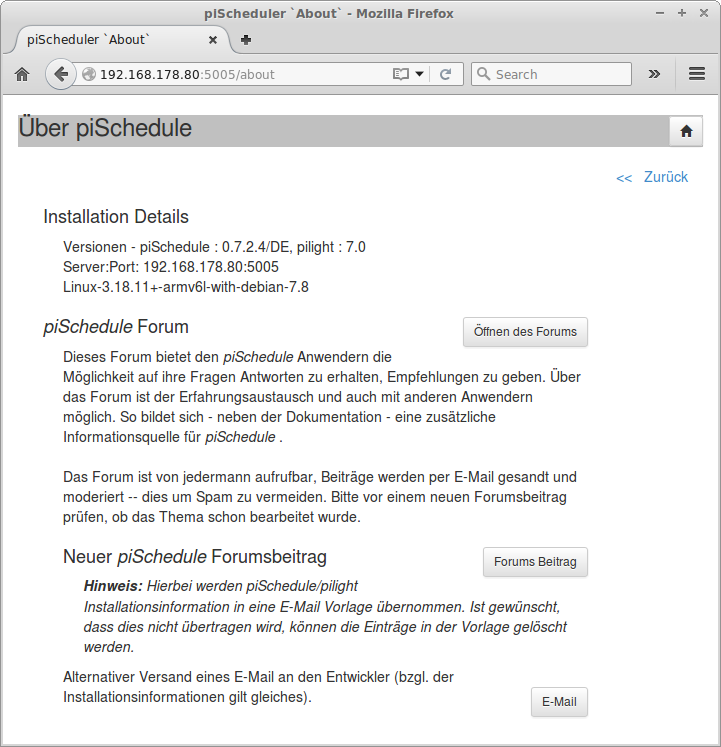 piScheduler `About` - Mozilla Firefox
piScheduler `About`
192.168.178.80:5005/about
Search
Über piSchedule
<< Zurück
Installation Details
Versionen - piSchedule : 0.7.2.4/DE, pilight : 7.0
Server:Port: 192.168.178.80:5005
Linux-3.18.11+-armv6l-with-debian-7.8
piSchedule Forum
Öffnen des Forums
Dieses Forum bietet den piSchedule Anwendern die
Möglichkeit auf ihre Fragen Antworten zu erhalten, Empfehlungen zu geben. Über
das Forum ist der Erfahrungsaustausch und auch mit anderen Anwendern
möglich. So bildet sich - neben der Dokumentation - eine zusätzliche
Informationsquelle für piSchedule .
Das Forum ist von jedermann aufrufbar, Beiträge werden per E-Mail gesandt und
moderiert -- dies um Spam zu vermeiden. Bitte vor einem neuen Forumsbeitrag
prüfen, ob das Thema schon bearbeitet wurde.
Neuer piSchedule Forumsbeitrag
Forums Beitrag
Hinweis: Hierbei werden piSchedule/pilight
Installationsinformation in eine E-Mail Vorlage übernommen. Ist gewünscht,
dass dies nicht übertragen wird, können die Einträge in der Vorlage gelöscht
werden.
Alternativer Versand eines E-Mail an den Entwickler (bzgl. der
Installationsinformationen gilt gleiches).
E-Mail